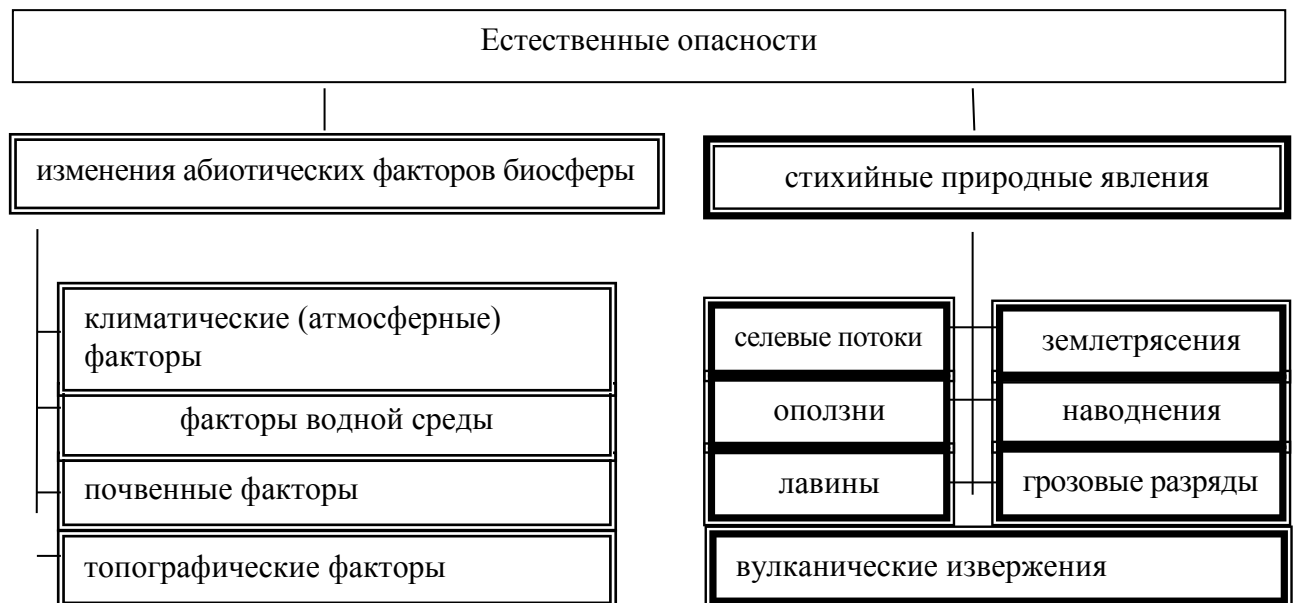 Естественные опасности
изменения абиотических факторов биосферы
климатические (атмосферные)
факторы
факторы водной среды
почвенные факторы
топографические факторы
стихийные природные явления
селевые потоки
землетрясения
оползни
наводнения
лавины
грозовые разряды
вулканические извержения